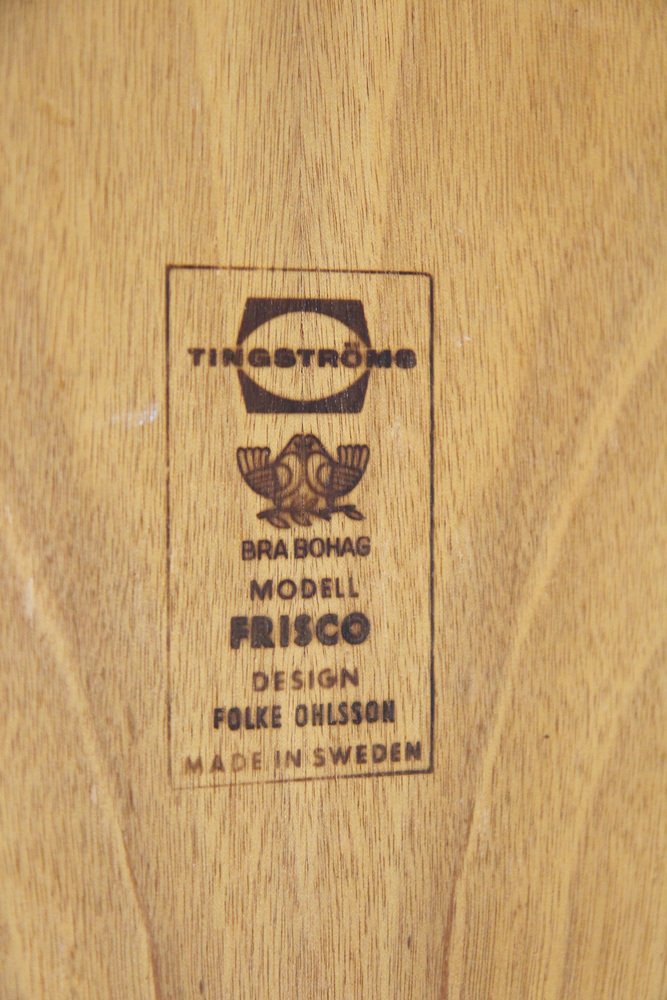 TINGSTRÖMS
BRA BOHAG
MODELL
FRISCO
DESIGN
FOLKE OHLSSON
MADE IN SWEDEN